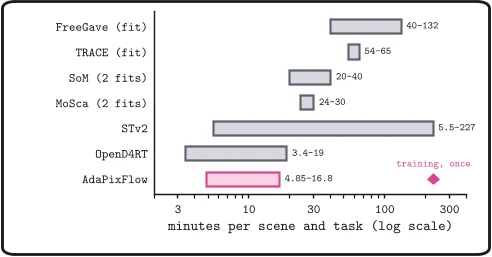 FreeGave (fit) 40-132
TRACE (fit) 54-65
SoM (2 fits) 20-40
MoSca (2 fits) 24-30
STv2 5.5-227
OpenD4RT 3.4-19
training, once
AdaPixFlow 4.85-16.8
3 10 30 100 300
minutes per scene and task (log scale)